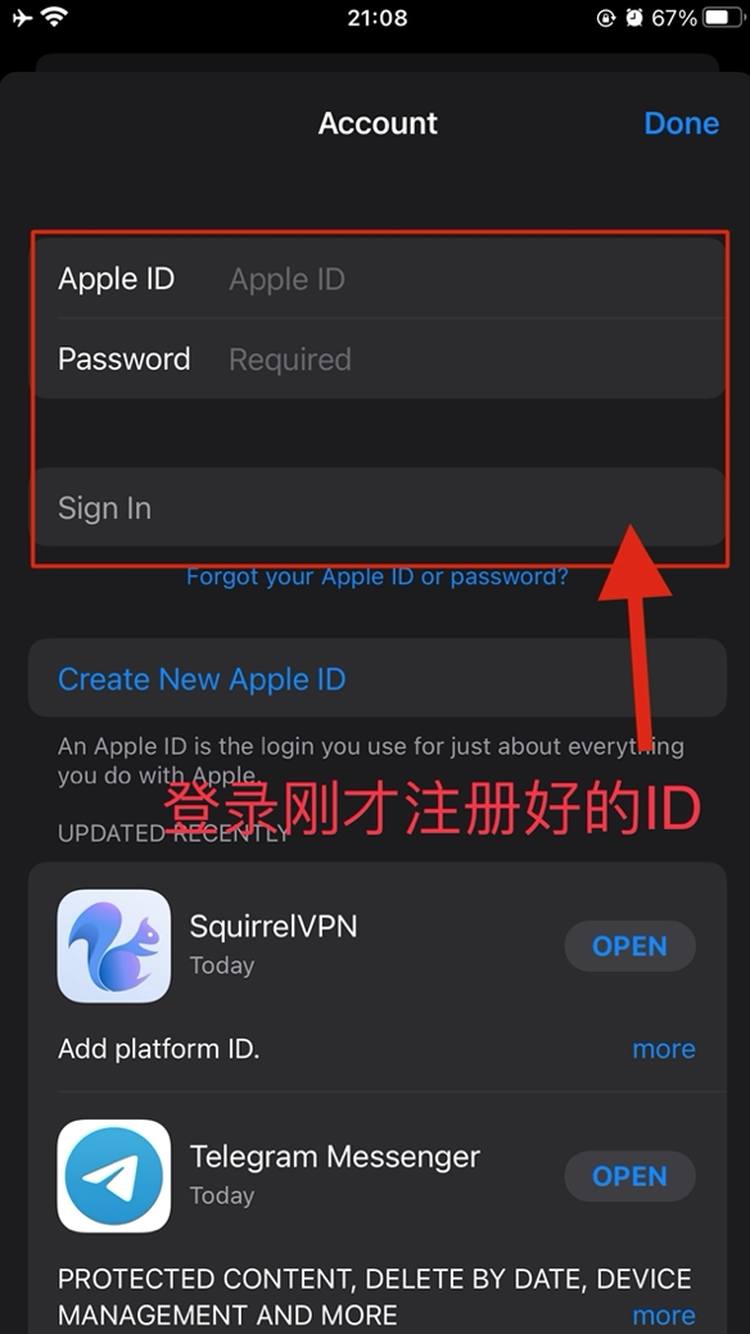 21:08
67%
Account
Done
Apple ID Apple ID
Password Required
Sign In
Forgot your Apple ID or password?
Create New Apple ID
An Apple ID is the login you use for just about everything
you do with Apple.
登录刚才注册好的ID
UPDATED RECENTLY
SquirrelVPN
Today
OPEN
Add platform ID.
more
Telegram Messenger
Today
OPEN
PROTECTED CONTENT, DELETE BY DATE, DEVICE
MANAGEMENT AND MORE
more